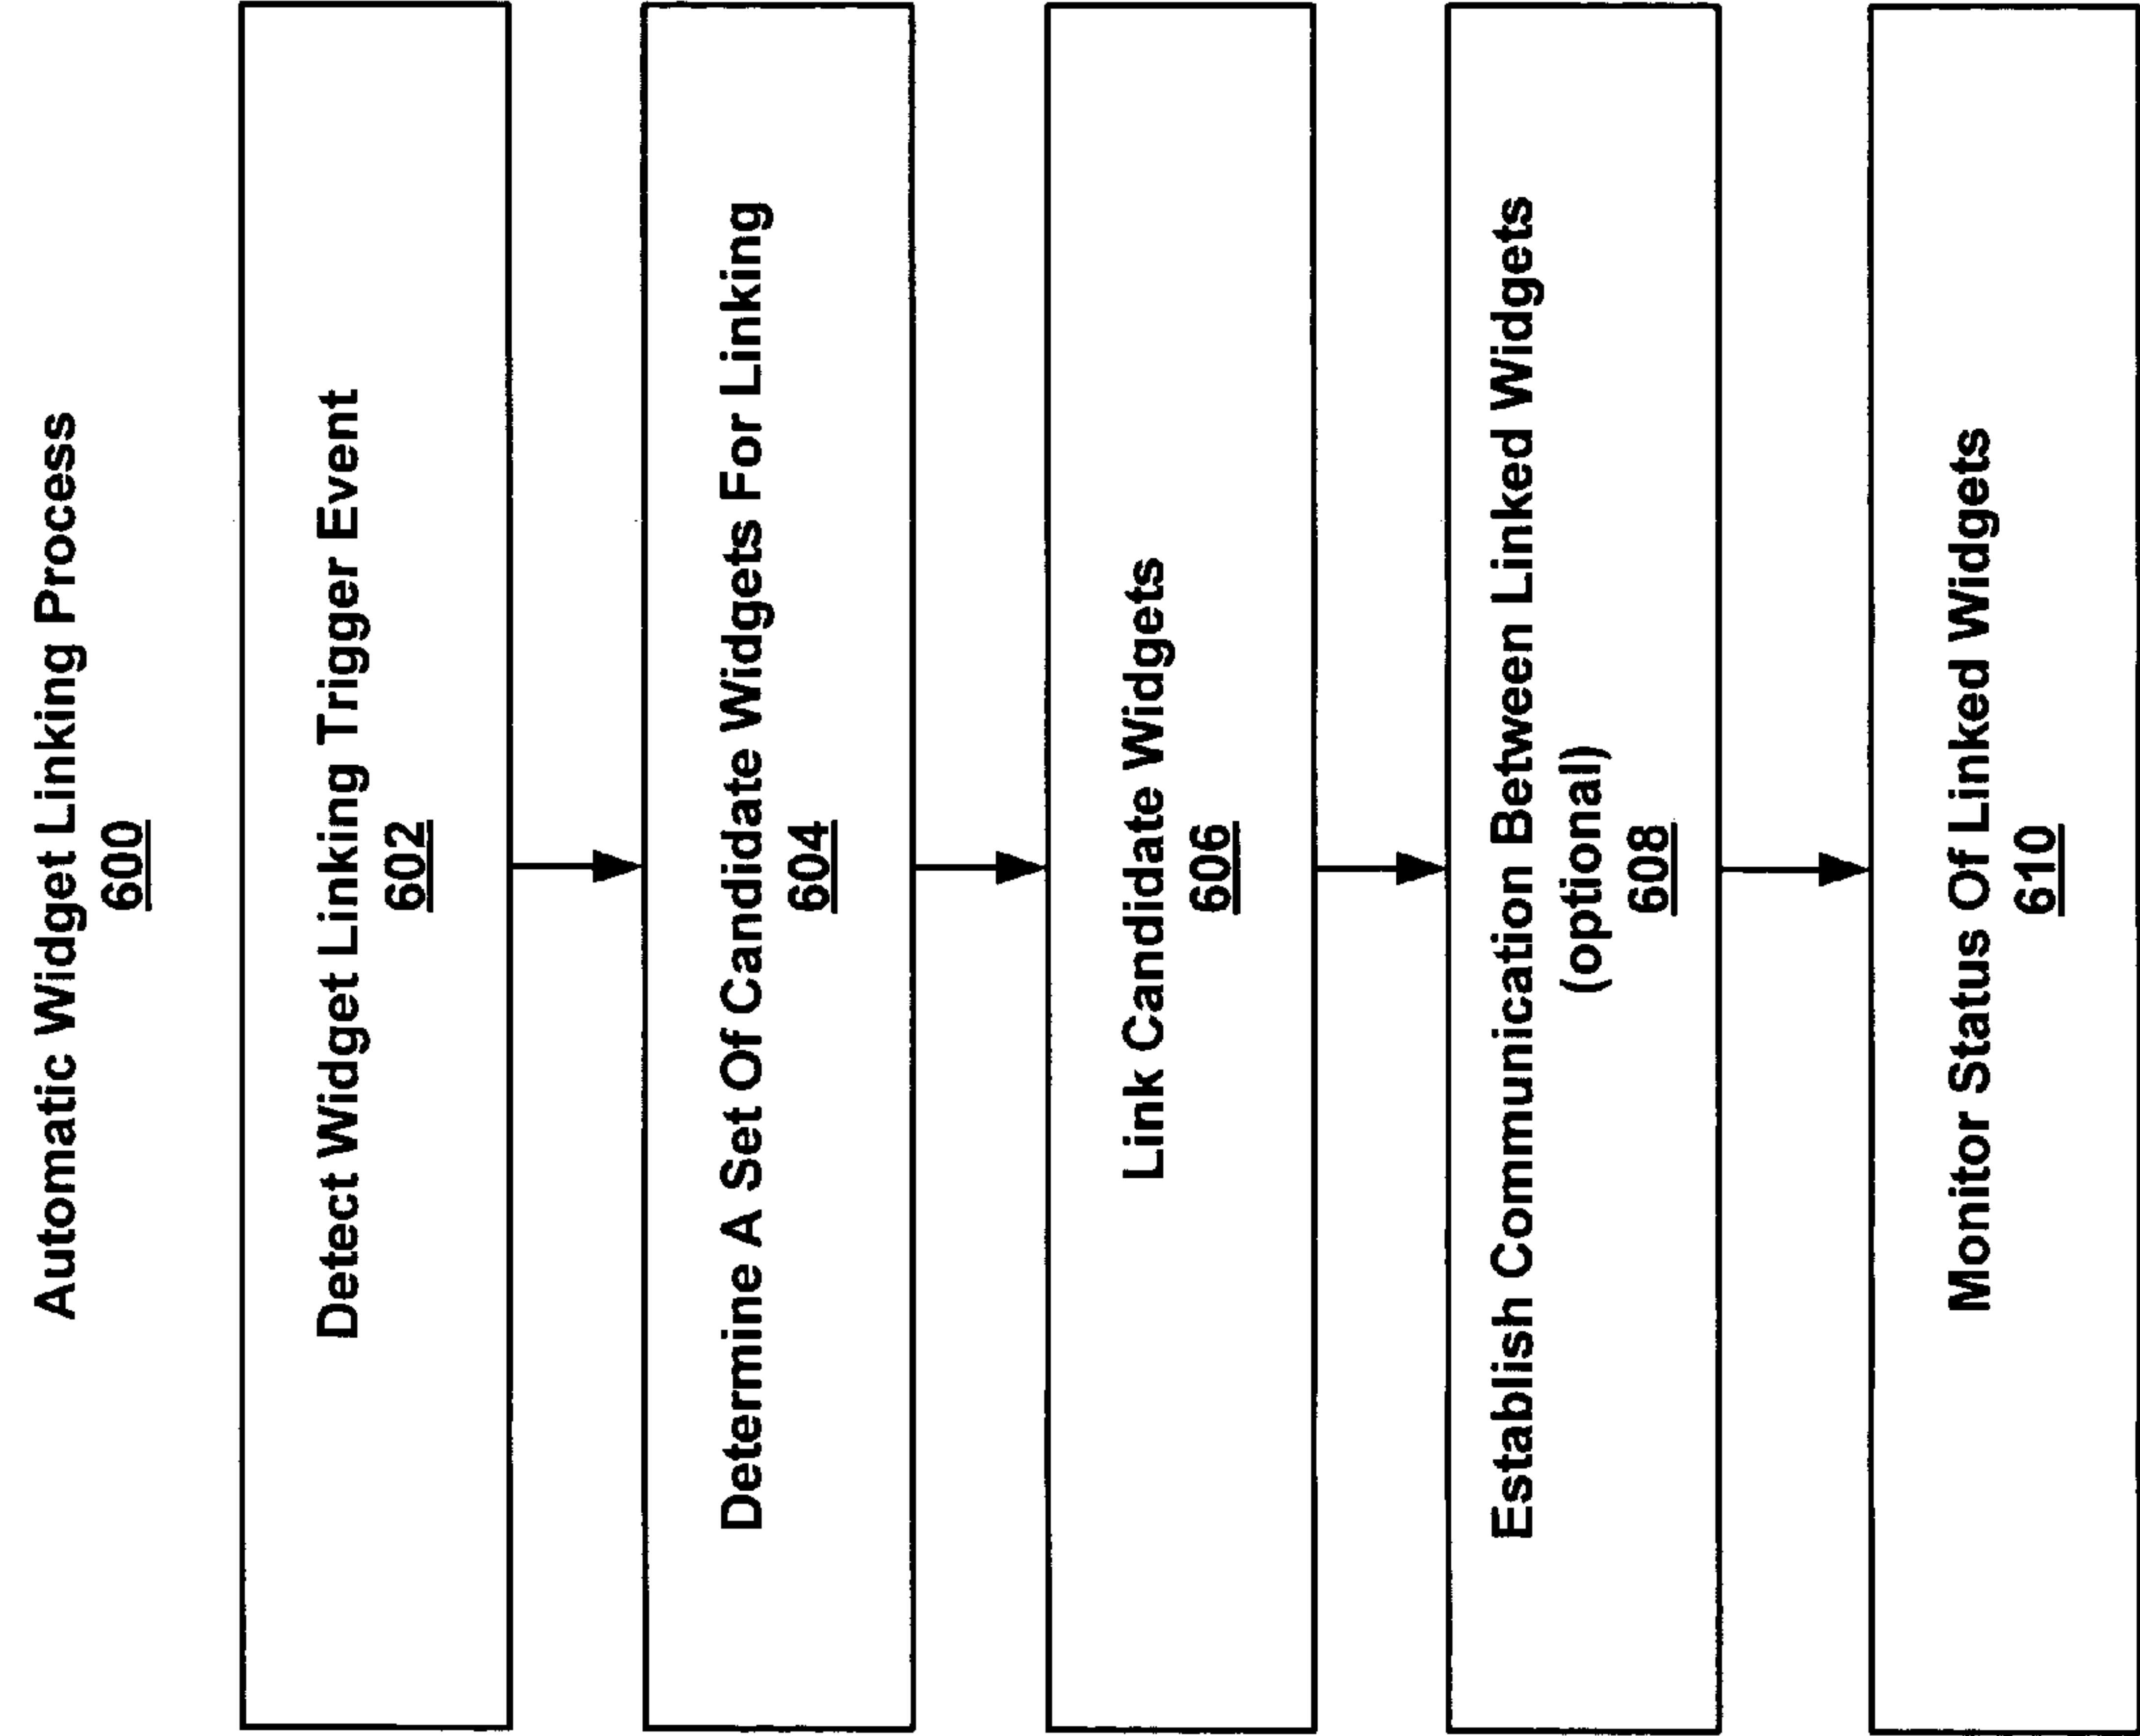 Automatic Widget Linking Process
600
Detect Widget Linking Trigger Event
602
Determine A Set Of Candidate Widgets For Linking
604
Link Candidate Widgets
606
Establish Communication Between Linked Widgets
(optional)
608
Monitor Status Of Linked Widgets
610